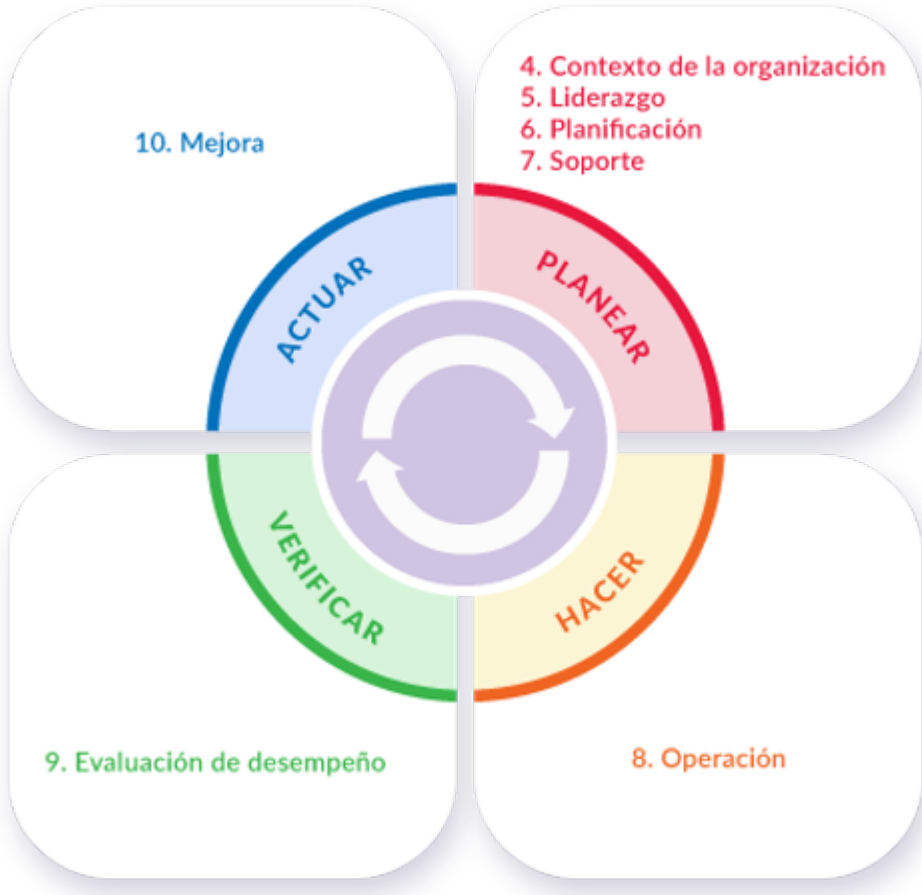 10. Mejora
4. Contexto de la organización
5. Liderazgo
6. Planificación
7. Soporte
ACTUAR
PLANEAR
VERIFICAR
HACER
9. Evaluación de desempeño
8. Operación